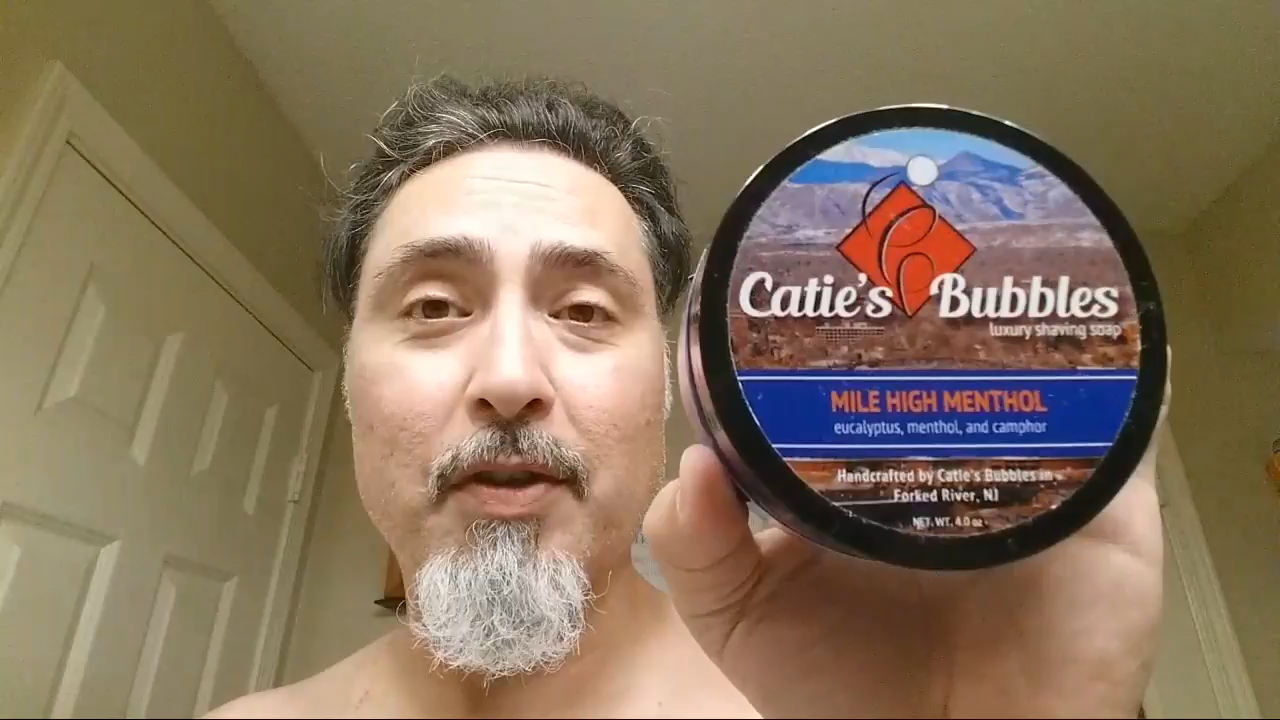 Catie's Bubbles
luxury shaving soap
MILE HIGH MENTHOL
eucalyptus, menthol, and camphor
Handcrafted by Catie's Bubbles in
Forked River, NJ
NET. WT. 4.0 oz